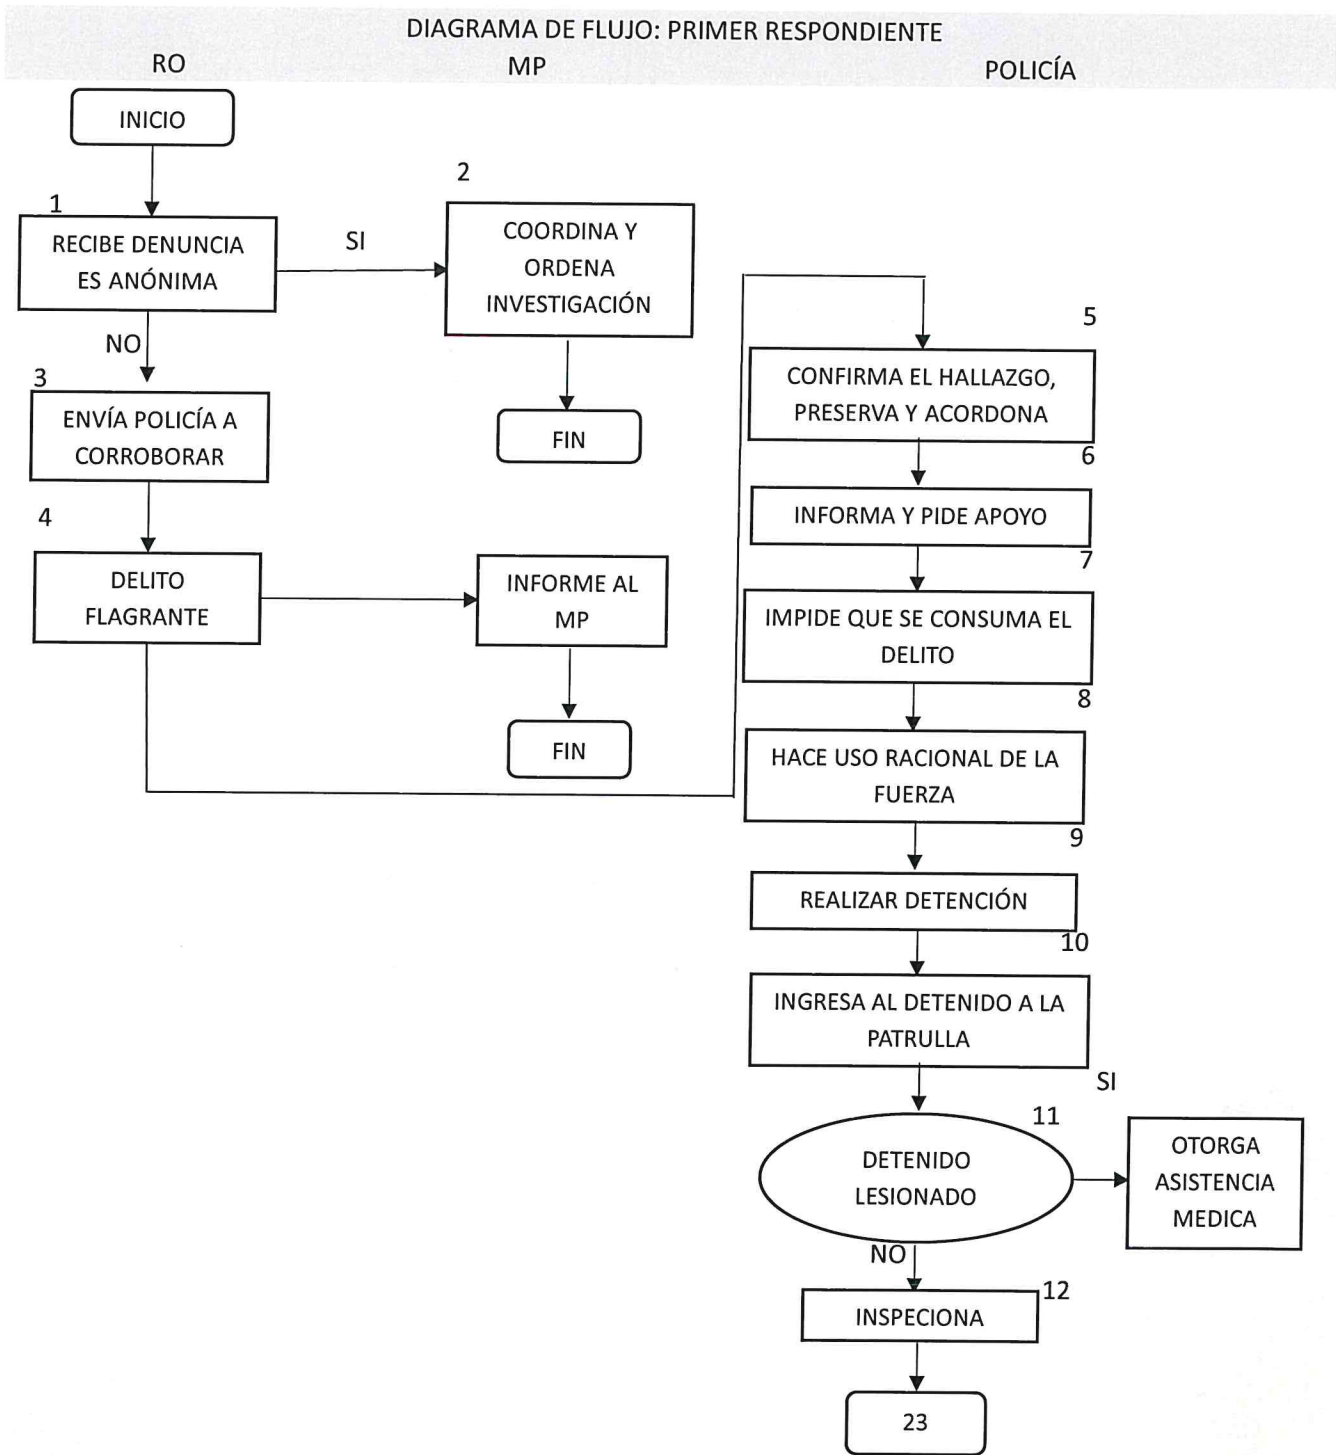 DIAGRAMA DE FLUJO: PRIMER RESPONDIENTE
RO
MP
POLICÍA
INICIO
1
RECIBE DENUNCIA
ES ANÓNIMA
SI
2
COORDINA Y
ORDENA
INVESTIGACIÓN
FIN
NO
3
ENVÍA POLICÍA A
CORROBORAR
4
DELITO
FLAGRANTE
INFORME AL
MP
FIN
5
CONFIRMA EL HALLAZGO,
PRESERVA Y ACORDONA
6
INFORMA Y PIDE APOYO
7
IMPIDE QUE SE CONSUMA EL
DELITO
8
HACE USO RACIONAL DE LA
FUERZA
9
REALIZAR DETENCIÓN
10
INGRESA AL DETENIDO A LA
PATRULLA
SI
11
DETENIDO
LESIONADO
OTORGA
ASISTENCIA
MEDICA
NO
12
INSPECIONA
23